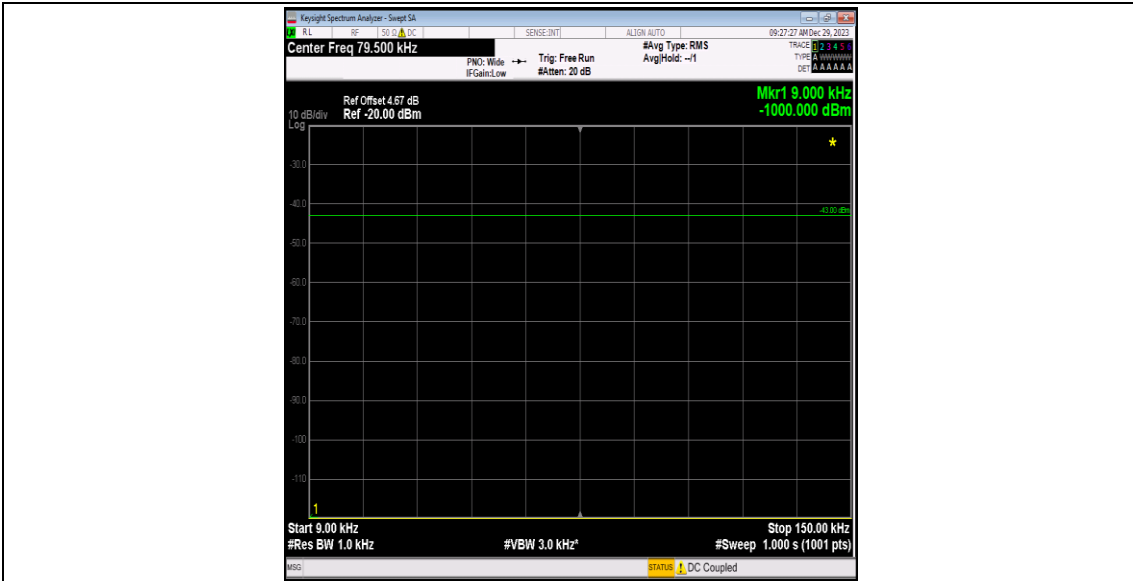 Keysight Spectrum Analyzer - Swept SA
LXI RL RF 50 Ω DC SENSE:INT ALIGN AUTO 09:27:27 AM Dec 29, 2023
Center Freq 79.500 kHz
PNO: Wide
IFGain:Low
Trig: Free Run
#Atten: 20 dB
#Avg Type: RMS
Avg|Hold: --/1
TRACE 1 2 3 4 5 6
TYPE A WWWWW
DET A A A A A A
Mkr1 9.000 kHz
-1000.000 dBm
Ref Offset 4.67 dB
10 dB/div Ref -20.00 dBm
Log
-30.0
-40.0
-43.00 dBm
-50.0
-60.0
-70.0
-80.0
-90.0
-100
-110
1
Start 9.00 kHz Stop 150.00 kHz
#Res BW 1.0 kHz #VBW 3.0 kHz* #Sweep 1.000 s (1001 pts)
MSG STATUS DC Coupled